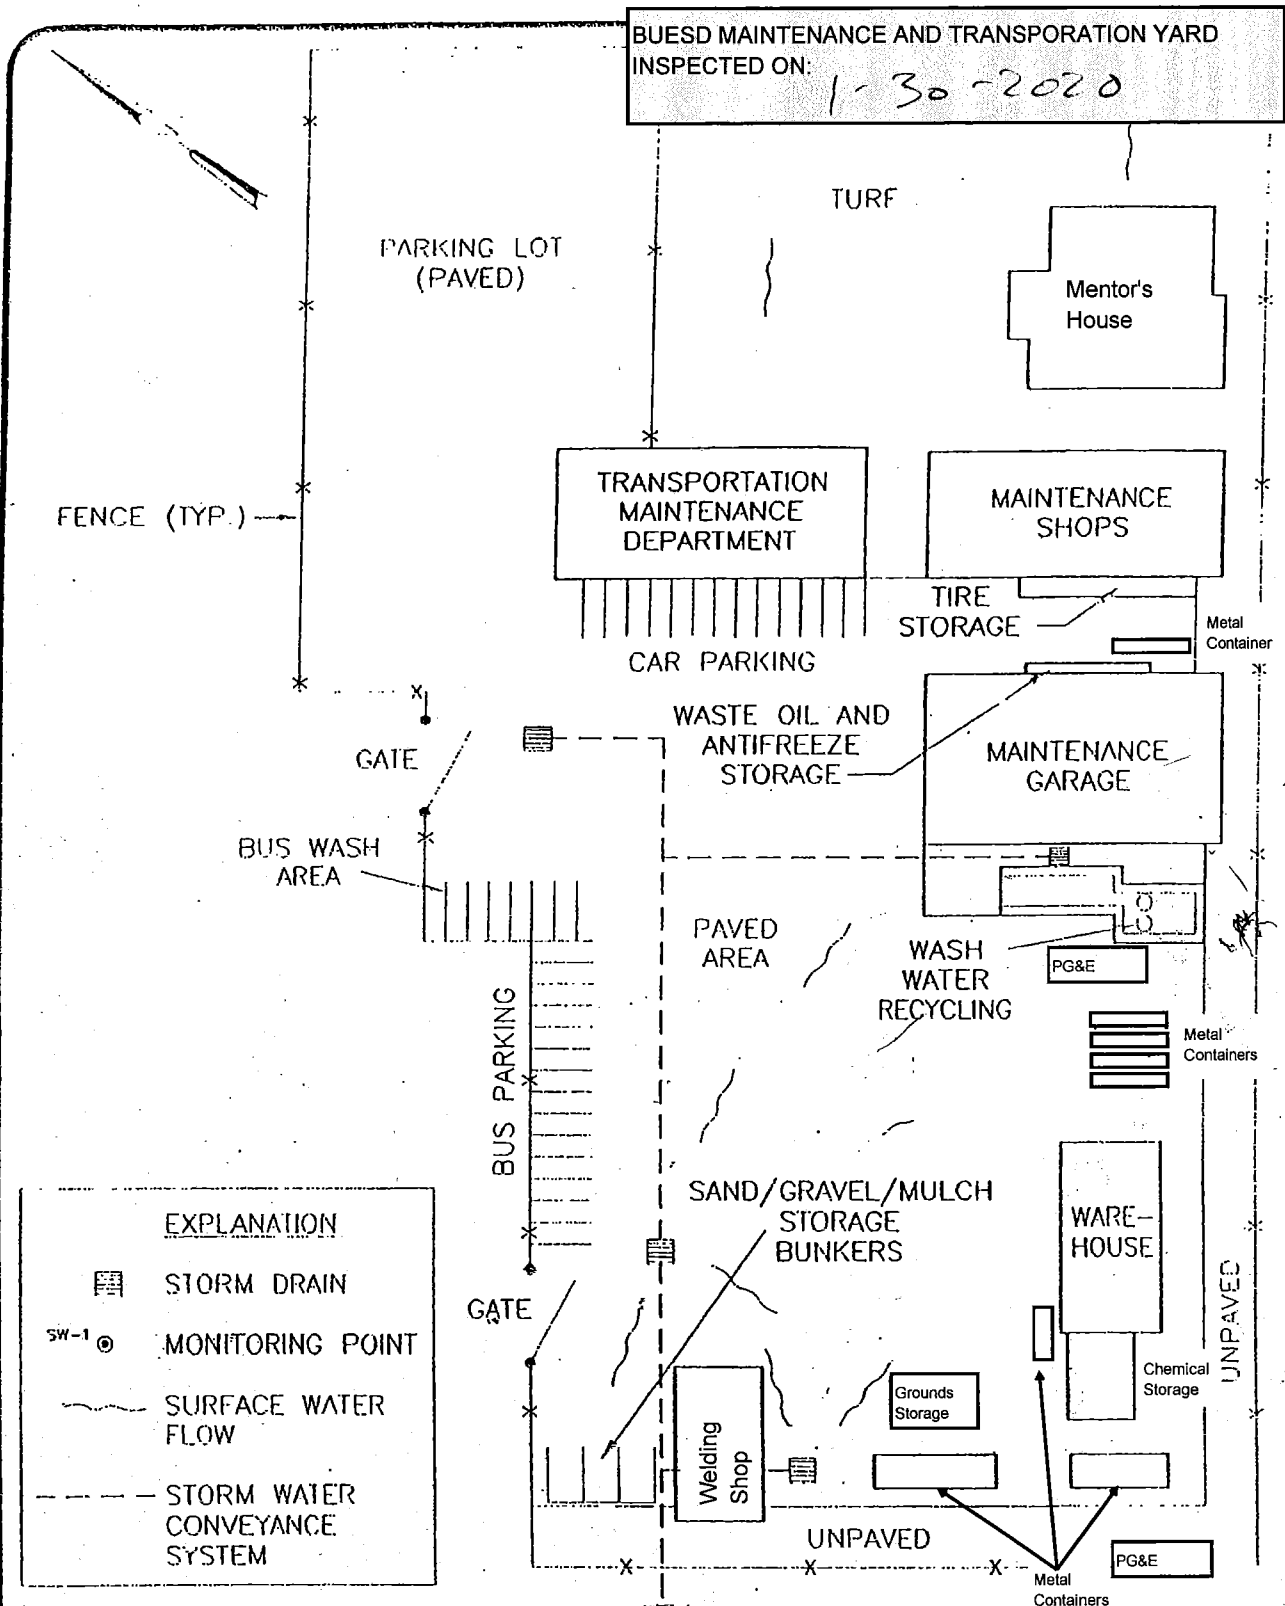 BUESD MAINTENANCE AND TRANSPORATION YARD
INSPECTED ON:
1-30-2020
TURF
PARKING LOT
(PAVED)
Mentor's
House
FENCE (TYP.)
TRANSPORTATION
MAINTENANCE
DEPARTMENT
MAINTENANCE
SHOPS
TIRE
STORAGE
Metal
Container
CAR PARKING
WASTE OIL AND
ANTIFREEZE
STORAGE
MAINTENANCE
GARAGE
GATE
BUS WASH
AREA
PAVED
AREA
WASH
WATER
RECYCLING
PG&E
Metal
Containers
BUS PARKING
SAND/GRAVEL/MULCH
STORAGE
BUNKERS
WARE-
HOUSE
UNPAVED
GATE
Chemical
Storage
Grounds
Storage
Welding
Shop
UNPAVED
PG&E
Metal
Containers
EXPLANATION
STORM DRAIN
SW-1
MONITORING POINT
SURFACE WATER
FLOW
STORM WATER
CONVEYANCE
SYSTEM